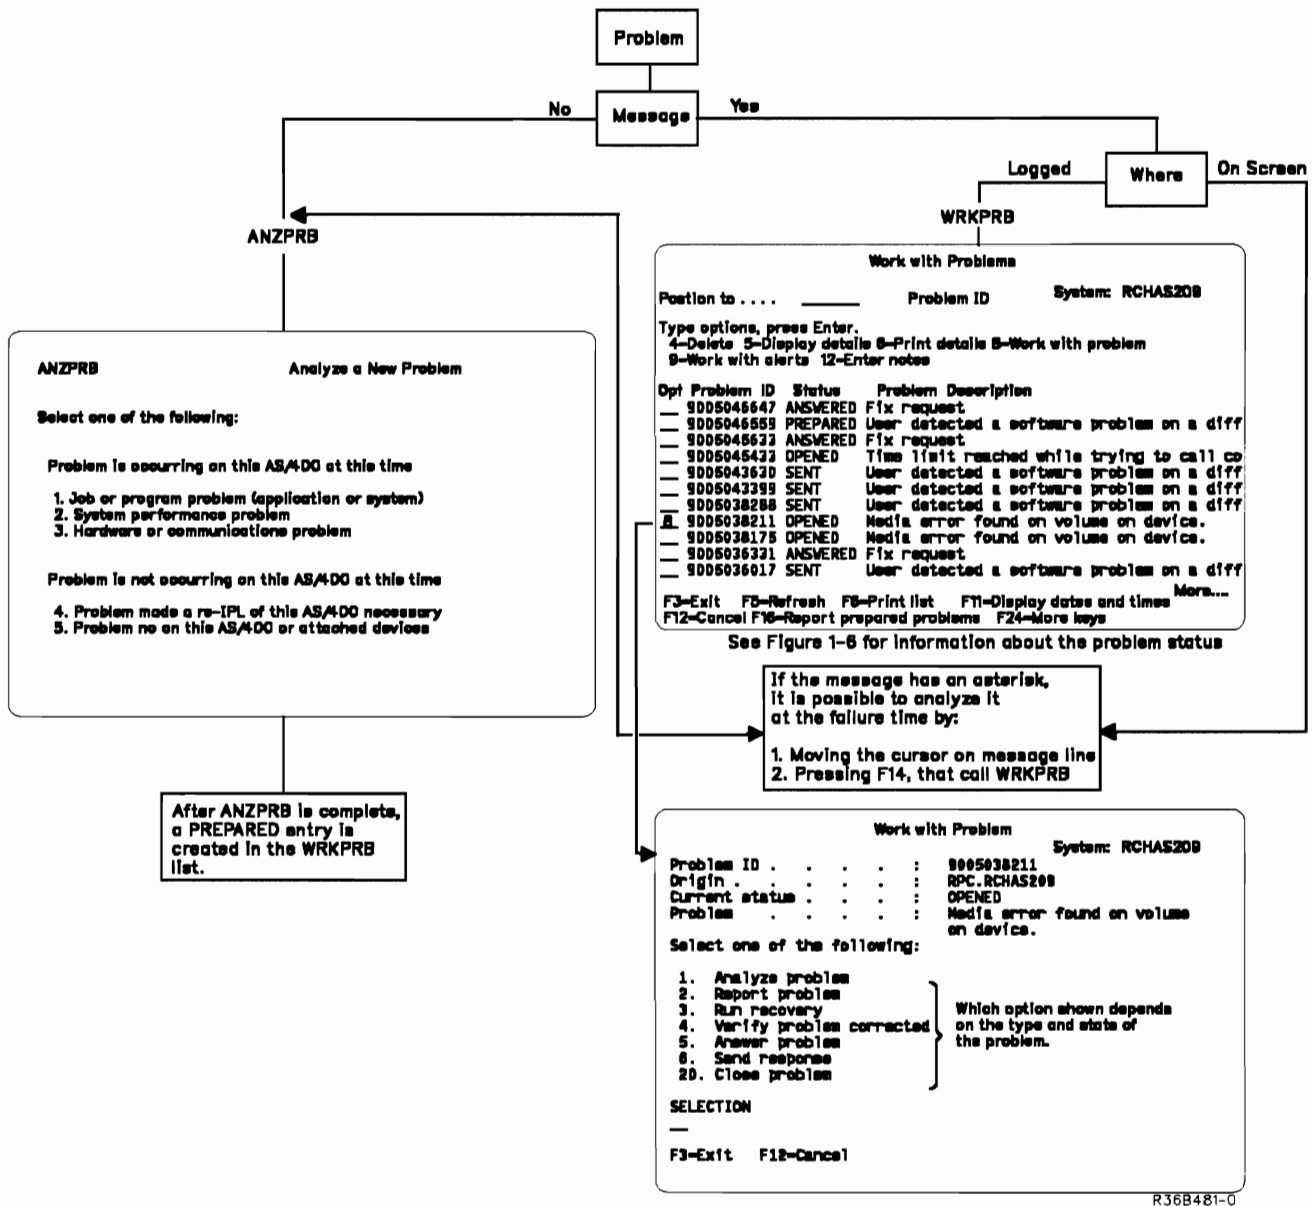 Problem
Message
No
Yes
Where
Logged
On Screen
WRKPRB
ANZPRB
ANZPRB Analyze a New Problem
Select one of the following:
Problem is occurring on this AS/400 at this time
1. Job or program problem (application or system)
2. System performance problem
3. Hardware or communications problem
Problem is not occurring on this AS/400 at this time
4. Problem made a re-IPL of this AS/400 necessary
5. Problem no on this AS/400 or attached devices
After ANZPRB is complete,
a PREPARED entry is
created in the WRKPRB
list.
Work with Problems
System: RCHAS209
Postion to . . . . Problem ID
Type options, press Enter.
4-Delete 5-Display details 6-Print details 8-Work with problem
9-Work with alerts 12-Enter notes
Opt Problem ID Status Problem Description
9005046647 ANSWERED Fix request
9005046559 PREPARED User detected a software problem on a diff
9005045633 ANSWERED Fix request
9005045433 OPENED Time limit reached while trying to call co
9005043630 SENT User detected a software problem on a diff
9005043399 SENT User detected a software problem on a diff
9005038288 SENT User detected a software problem on a diff
8 9005038211 OPENED Media error found on volume on device.
9005038175 OPENED Media error found on volume on device.
9005036331 ANSWERED Fix request
9005036017 SENT User detected a software problem on a diff
More....
F3-Exit F5-Refresh F6-Print list F11-Display dates and times
F12-Cancel F16-Report prepared problems F24-More keys
See Figure 1-6 for information about the problem status
If the message has an asterisk,
it is possible to analyze it
at the failure time by:
1. Moving the cursor on message line
2. Pressing F14, that call WRKPRB
Work with Problem
System: RCHAS209
Problem ID . . . . : 9005038211
Origin . . . . . : RPC.RCHAS209
Current status . . . . : OPENED
Problem . . . . : Media error found on volume
on device.
Select one of the following:
1. Analyze problem
2. Report problem
3. Run recovery
4. Verify problem corrected
5. Answer problem
6. Send response
20. Close problem
Which option shown depends
on the type and state of
the problem.
SELECTION
F3-Exit F12-Cancel
R36B481-0